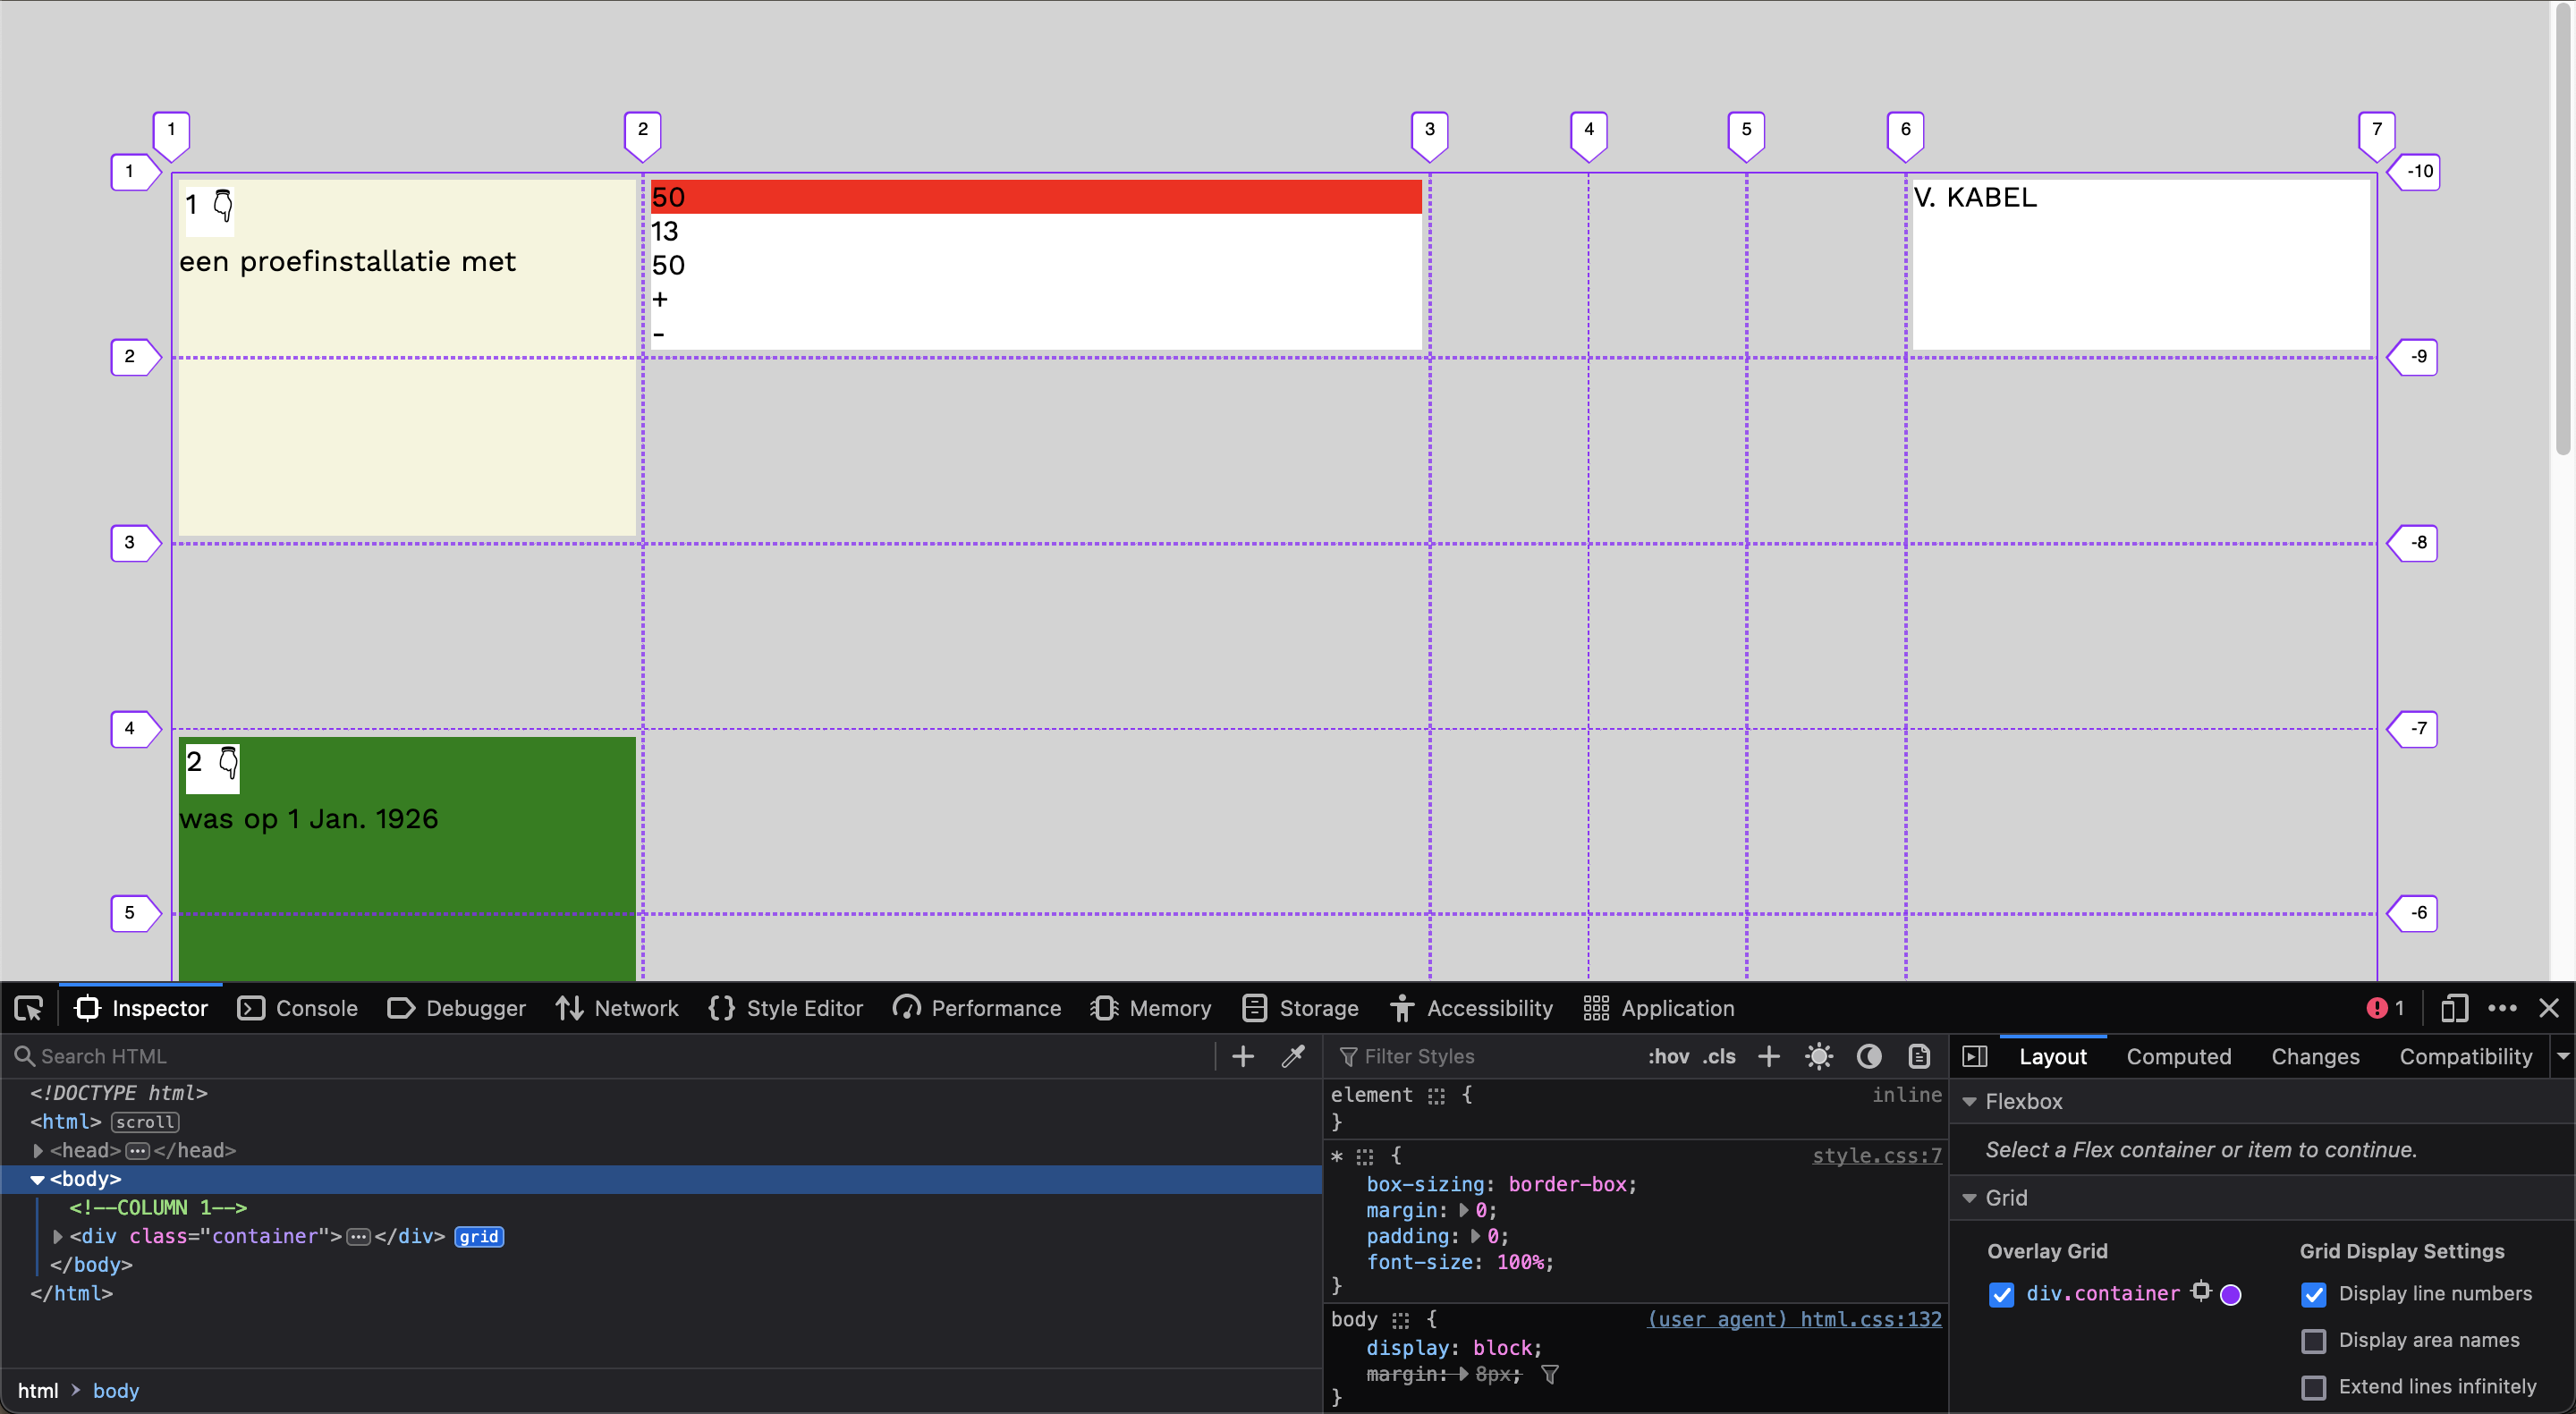 1 2 3 4 5 6 7
1 -10
1 👇 50 V. KABEL
13
een proefinstallatie met 50
+
-
2 -9
3 -8
4 -7
2 👇
was op 1 Jan. 1926
5 -6
Inspector Console Debugger Network Style Editor Performance Memory Storage Accessibility Application 1
Search HTML
<!DOCTYPE html>
<html> scroll
<head> ⋯ </head>
<body>
<!--COLUMN 1-->
<div class="container"> ⋯ </div> grid
</body>
</html>
html > body
Filter Styles :hov .cls
element { inline
}
* { style.css:7
box-sizing: border-box;
margin: 0;
padding: 0;
font-size: 100%;
}
body { (user agent) html.css:132
display: block;
margin: 8px;
}
Layout Computed Changes Compatibility
Flexbox
Select a Flex container or item to continue.
Grid
Overlay Grid Grid Display Settings
div.container Display line numbers
Display area names
Extend lines infinitely